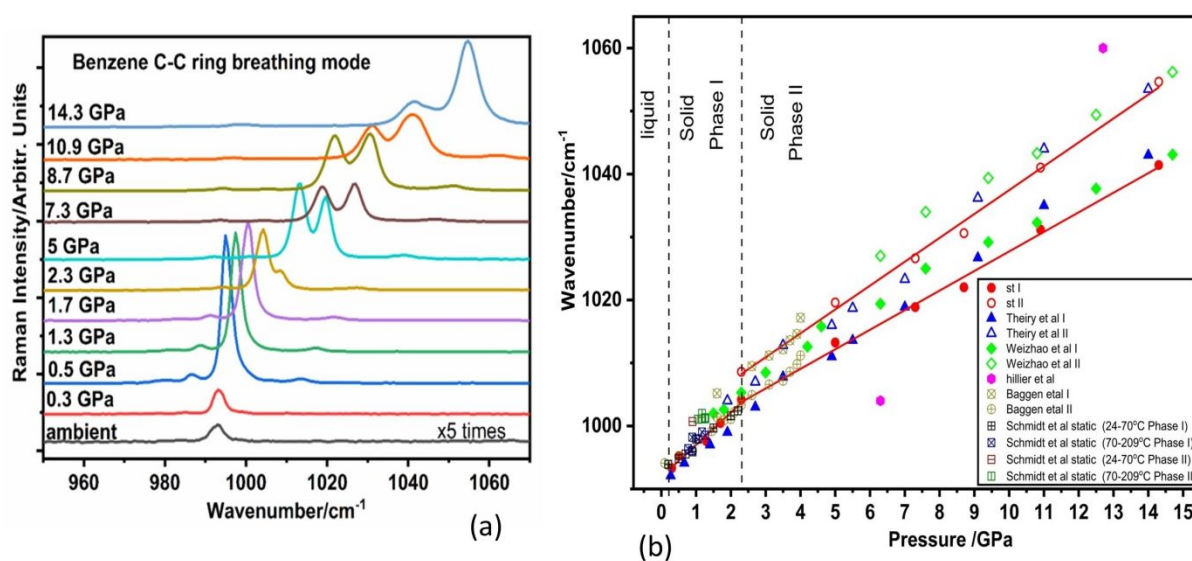 Benzene C-C ring breathing mode
14.3 GPa
10.9 GPa
8.7 GPa
7.3 GPa
5 GPa
2.3 GPa
1.7 GPa
1.3 GPa
0.5 GPa
0.3 GPa
ambient
x5 times
Raman Intensity/Arbitr. Units
960 980 1000 1020 1040 1060
Wavenumber/cm-1
(a)
Wavenumber/cm-1
1060
1040
1020
1000
liquid
Solid
Phase I
Solid
Phase II
st I
st II
Theiry et al I
Theiry et al II
Weizhao et al I
Weizhao et al II
hillier et al
Baggen etal I
Baggen etal II
Schmidt et al static (24-70°C Phase I)
Schmidt et al static (70-209°C Phase I)
Schmidt et al static (24-70°C Phase II)
Schmidt et al static (70-209°C Phase II
0 1 2 3 4 5 6 7 8 9 10 11 12 13 14 15
Pressure /GPa
(b)